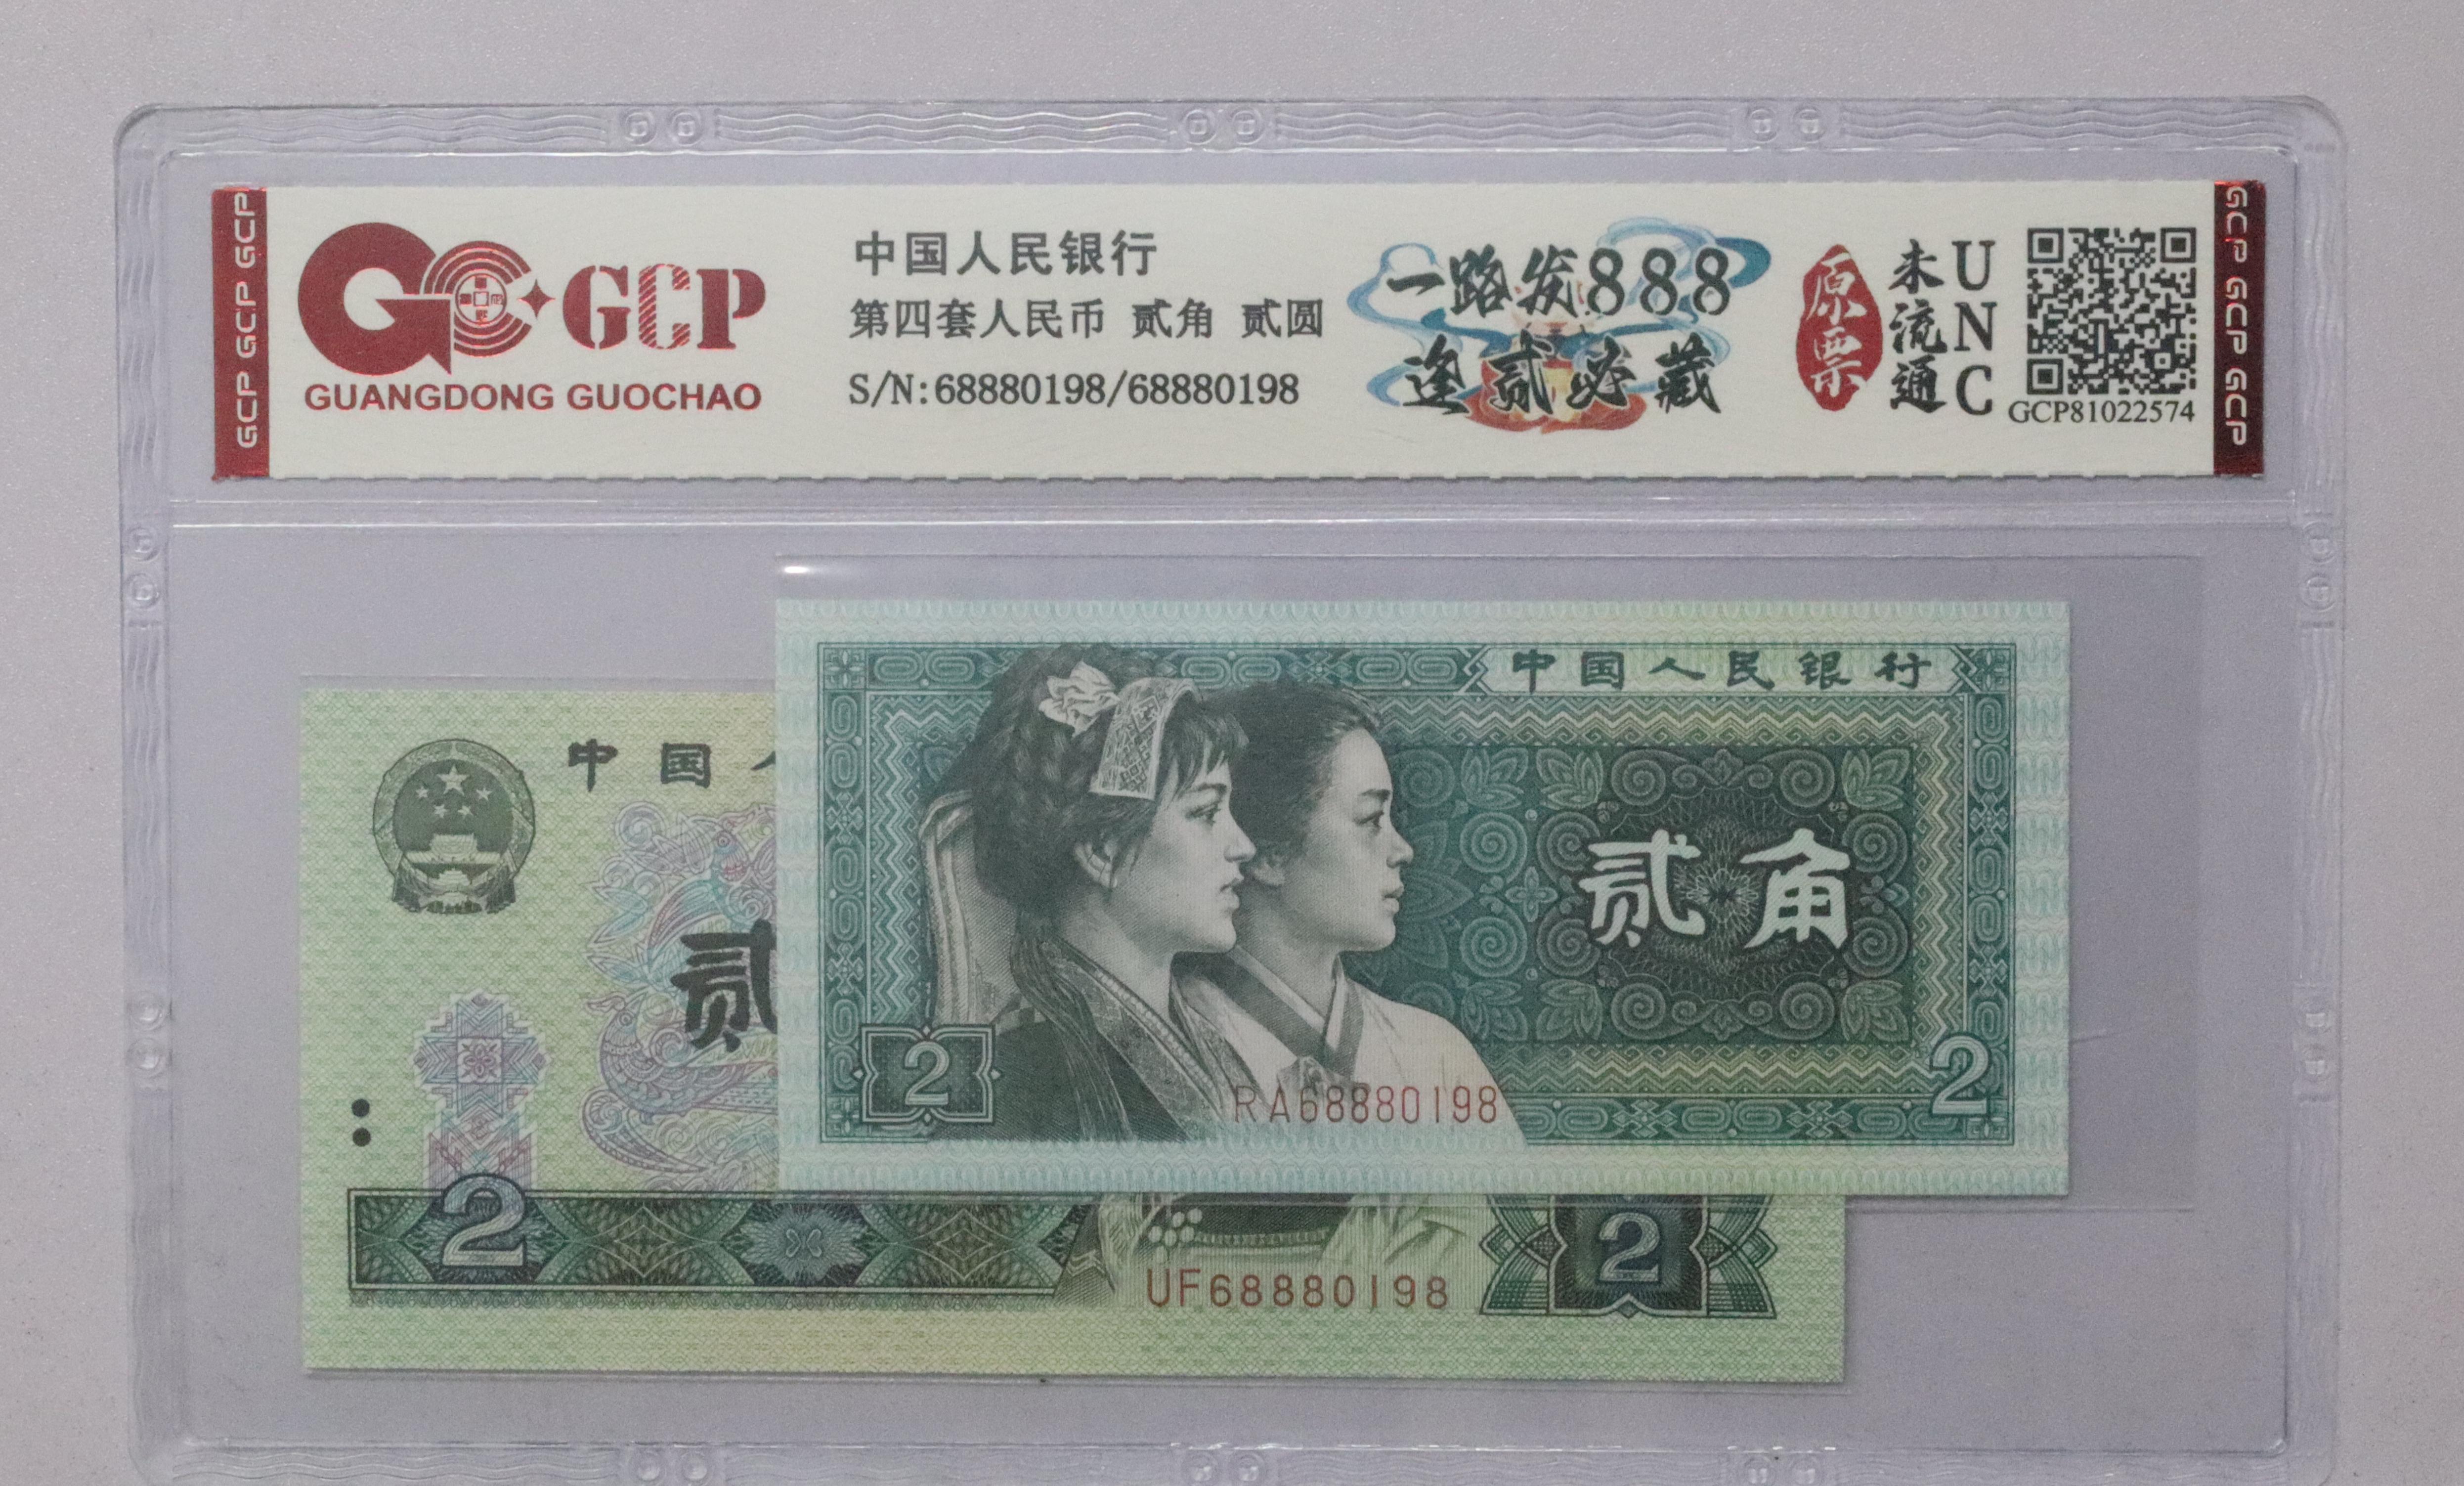 GCP GCP GCP
GCP
GUANGDONG GUOCHAO
中国人民银行
第四套人民币 贰角 贰圆
S/N:68880198/68880198
一路发888
逢贰必藏
原票
未流通
UNC
GCP81022574
GCP GCP GCP
中国人民银行
贰角
2
2
RA68880198
中国
贰
2
2
UF68880198